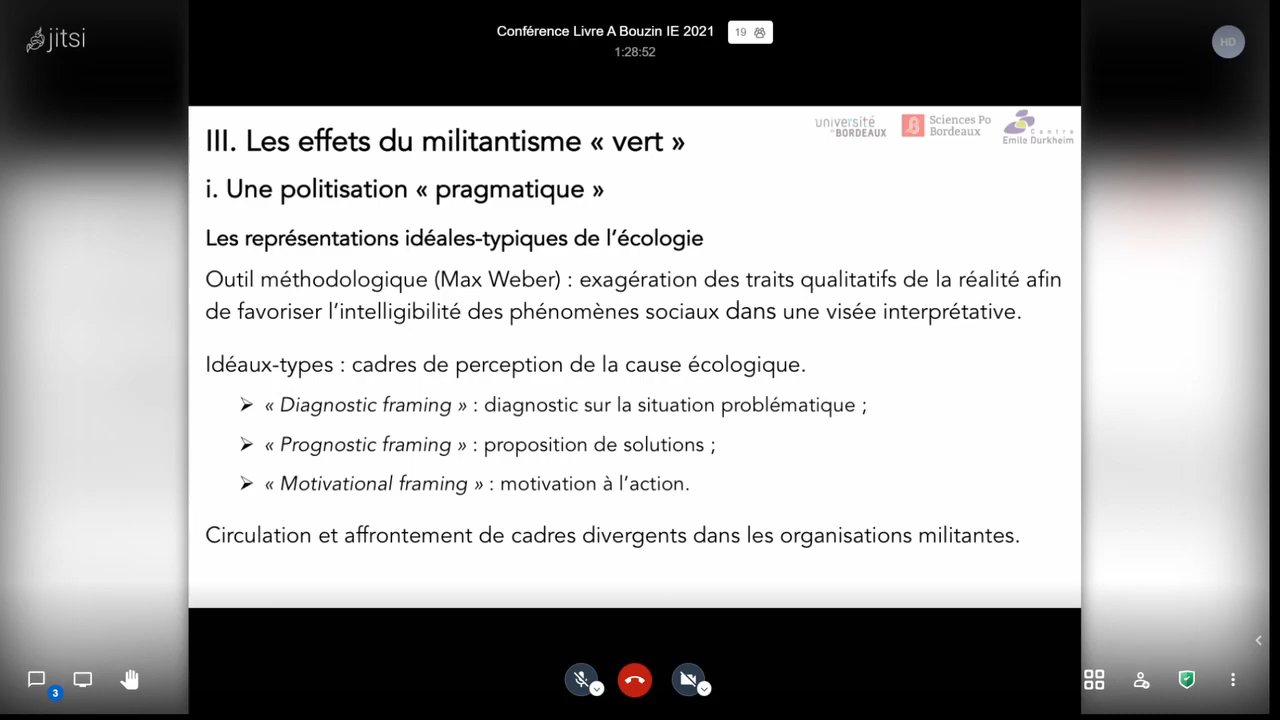 jitsi
Conférence Livre A Bouzin IE 2021
19
1:28:52
HD
III. Les effets du militantisme « vert »
université
de BORDEAUX
Sciences Po
Bordeaux
Centre
Emile Durkheim
i. Une politisation « pragmatique »
Les représentations idéales-typiques de l'écologie
Outil méthodologique (Max Weber) : exagération des traits qualitatifs de la réalité afin
de favoriser l'intelligibilité des phénomènes sociaux dans une visée interprétative.
Idéaux-types : cadres de perception de la cause écologique.
➢ « Diagnostic framing » : diagnostic sur la situation problématique ;
➢ « Prognostic framing » : proposition de solutions ;
➢ « Motivational framing » : motivation à l'action.
Circulation et affrontement de cadres divergents dans les organisations militantes.
3